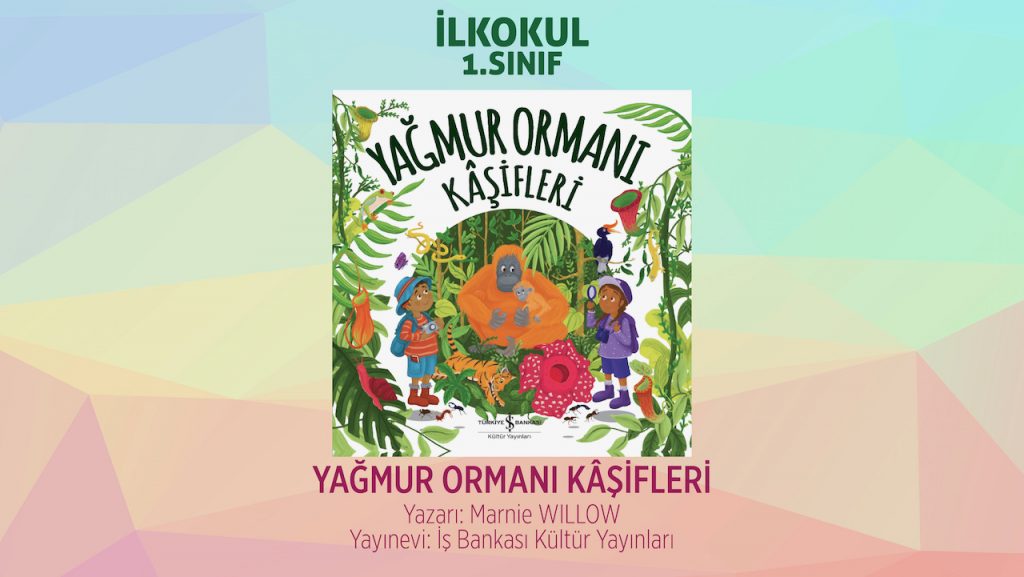 İLKOKUL
1.SINIF
YAĞMUR ORMANI
KÂŞİFLERİ
TÜRKİYE İŞ BANKASI
Kültür Yayınları
YAĞMUR ORMANI KÂŞİFLERİ
Yazarı: Marnie WILLOW
Yayınevi: İş Bankası Kültür Yayınları